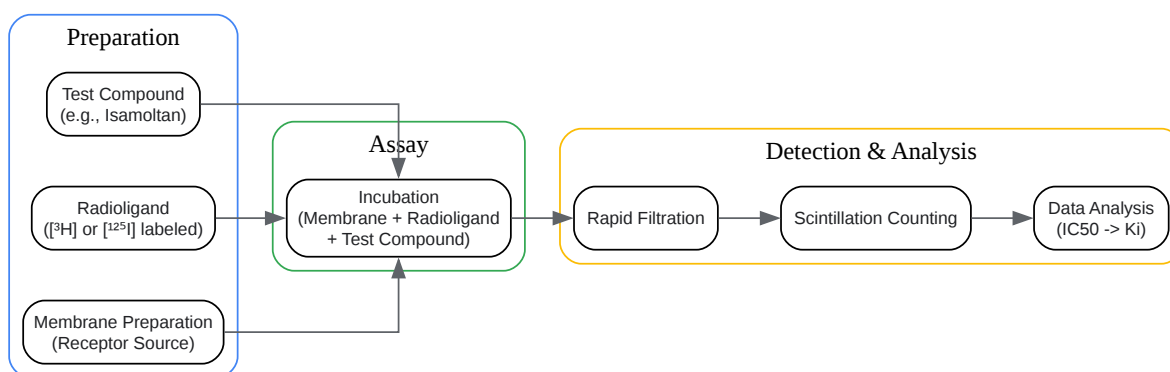 Preparation
Test Compound
(e.g., Isamoltan)
Radioligand
([³H] or [¹²⁵I] labeled)
Membrane Preparation
(Receptor Source)
Assay
Incubation
(Membrane + Radioligand
+ Test Compound)
Detection & Analysis
Rapid Filtration
Scintillation Counting
Data Analysis
(IC50 -> Ki)